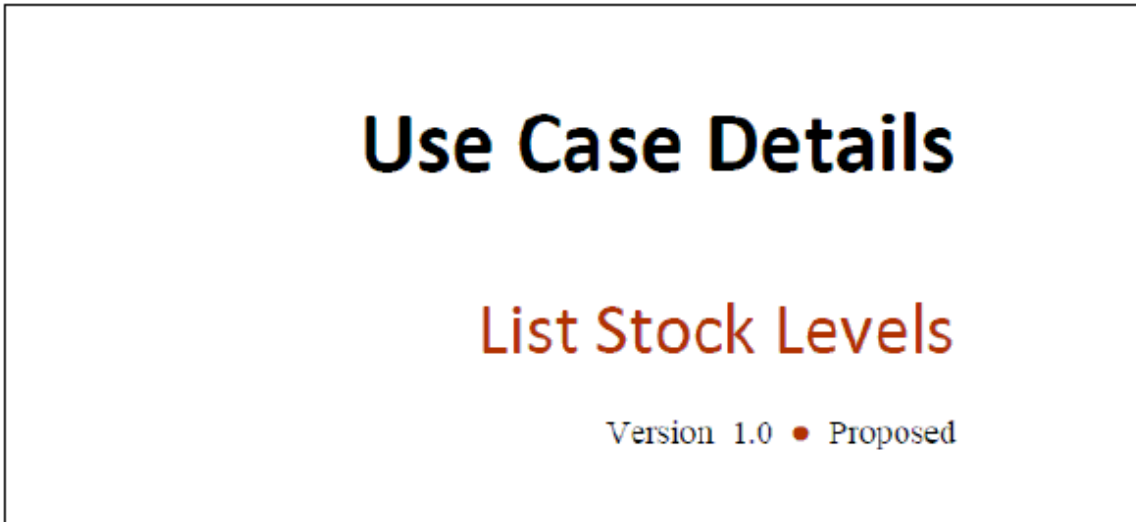 Use Case Details
List Stock Levels
Version 1.0 ● Proposed